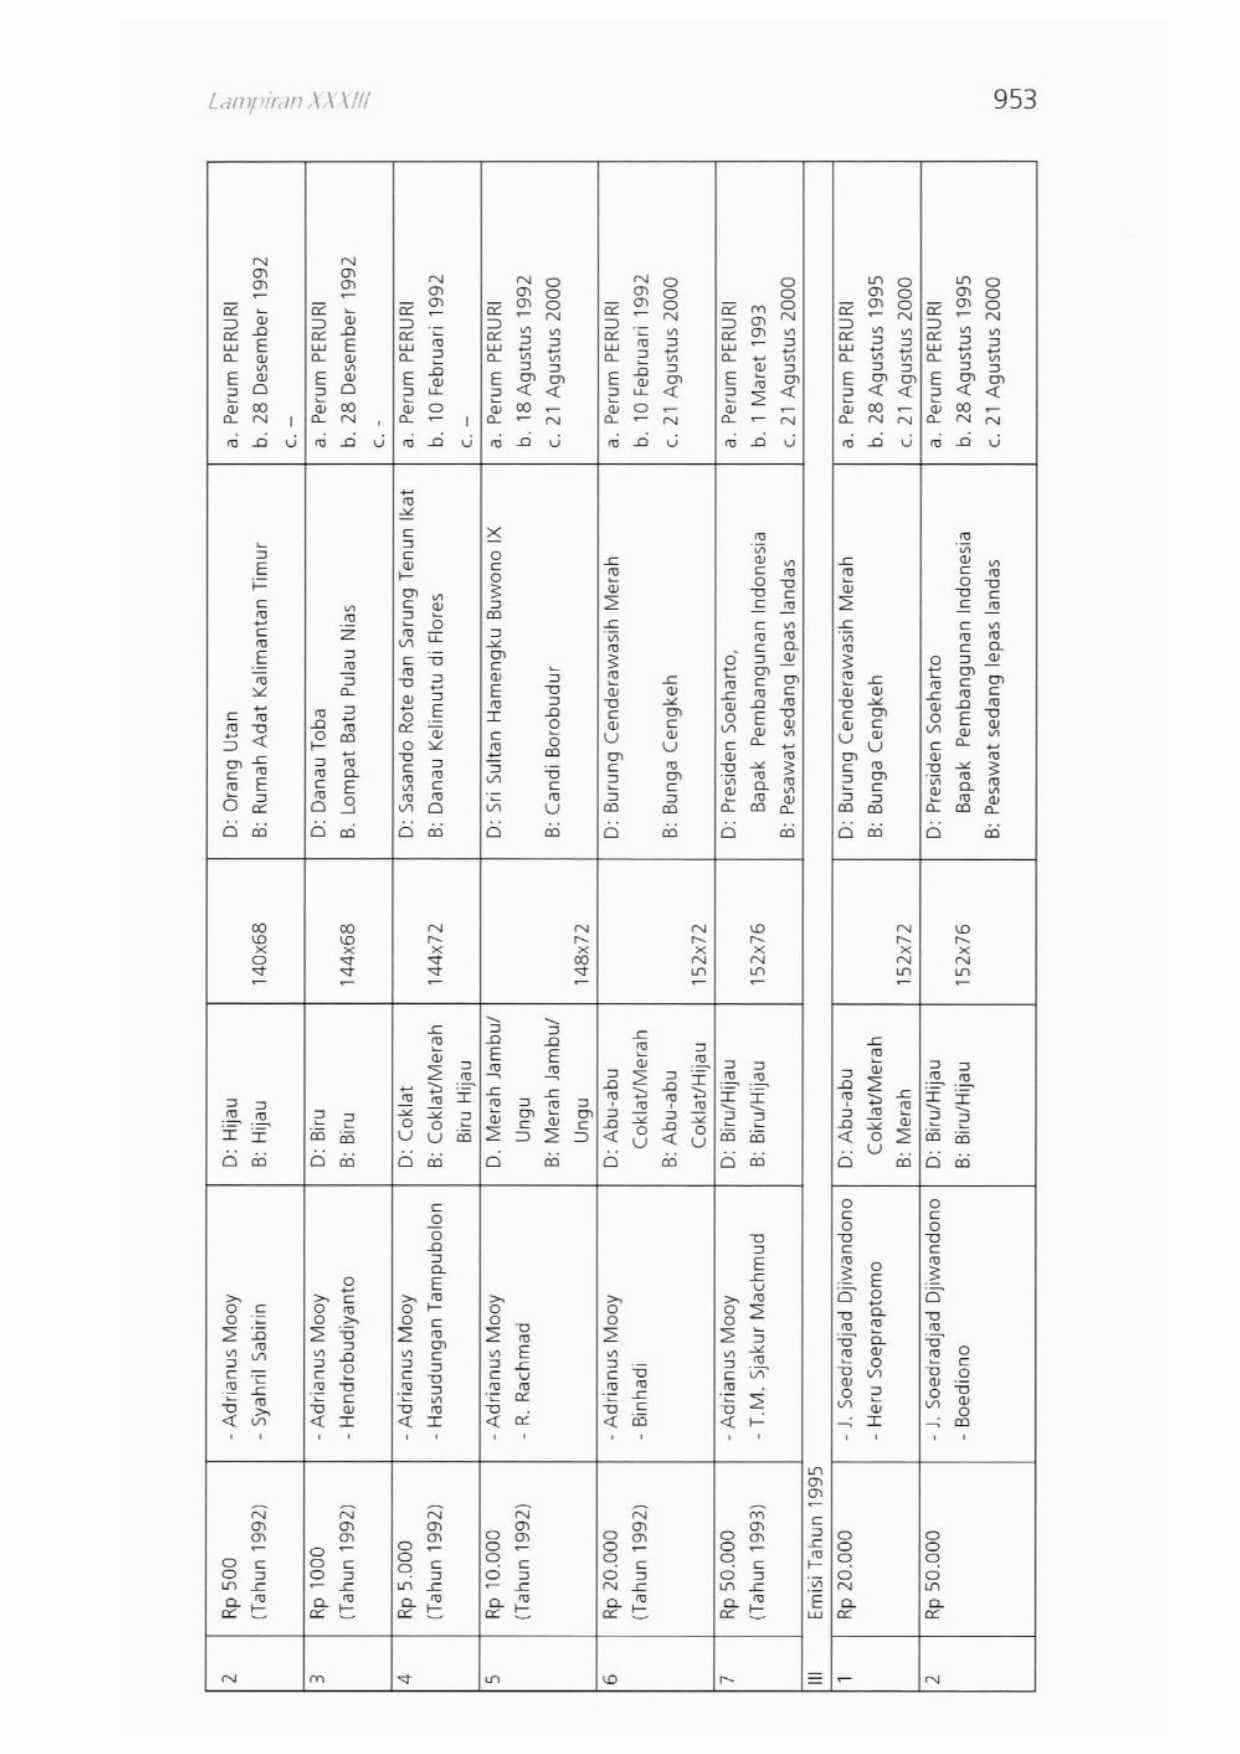 Lampiran XXXIII
953
2
Rp 500
(Tahun 1992)
- Adrianus Mooy
- Syahril Sabirin
D: Hijau
B: Hijau
140x68
D: Orang Utan
B: Rumah Adat Kalimantan Timur
a. Perum PERURI
b. 28 Desember 1992
c. –
3
Rp 1000
(Tahun 1992)
- Adrianus Mooy
- Hendrobudiyanto
D: Biru
B: Biru
144x68
D: Danau Toba
B. Lompat Batu Pulau Nias
a. Perum PERURI
b. 28 Desember 1992
c. -
4
Rp 5.000
(Tahun 1992)
- Adrianus Mooy
- Hasudungan Tampubolon
D: Coklat
B: Coklat/Merah
Biru Hijau
144x72
D: Sasando Rote dan Sarung Tenun Ikat
B: Danau Kelimutu di Flores
a. Perum PERURI
b. 10 Februari 1992
c. –
5
Rp 10.000
(Tahun 1992)
- Adrianus Mooy
- R. Rachmad
D. Merah Jambu/
Ungu
B: Merah Jambu/
Ungu
148x72
D: Sri Sultan Hamengku Buwono IX
B: Candi Borobudur
a. Perum PERURI
b. 18 Agustus 1992
c. 21 Agustus 2000
6
Rp 20.000
(Tahun 1992)
- Adrianus Mooy
- Binhadi
D: Abu-abu
Coklat/Merah
B: Abu-abu
Coklat/Hijau
152x72
D: Burung Cenderawasih Merah
B: Bunga Cengkeh
a. Perum PERURI
b. 10 Februari 1992
c. 21 Agustus 2000
7
Rp 50.000
(Tahun 1993)
- Adrianus Mooy
- T.M. Sjakur Machmud
D: Biru/Hijau
B: Biru/Hijau
152x76
D: Presiden Soeharto,
Bapak Pembangunan Indonesia
B: Pesawat sedang lepas landas
a. Perum PERURI
b. 1 Maret 1993
c. 21 Agustus 2000
III
Emisi Tahun 1995
1
Rp 20.000
- J. Soedradjad Djiwandono
- Heru Soepraptomo
D: Abu-abu
Coklat/Merah
B: Merah
152x72
D: Burung Cenderawasih Merah
B: Bunga Cengkeh
a. Perum PERURI
b. 28 Agustus 1995
c. 21 Agustus 2000
2
Rp 50.000
- J. Soedradjad Djiwandono
- Boediono
D: Biru/Hijau
B: Biru/Hijau
152x76
D: Presiden Soeharto
Bapak Pembangunan Indonesia
B: Pesawat sedang lepas landas
a. Perum PERURI
b. 28 Agustus 1995
c. 21 Agustus 2000